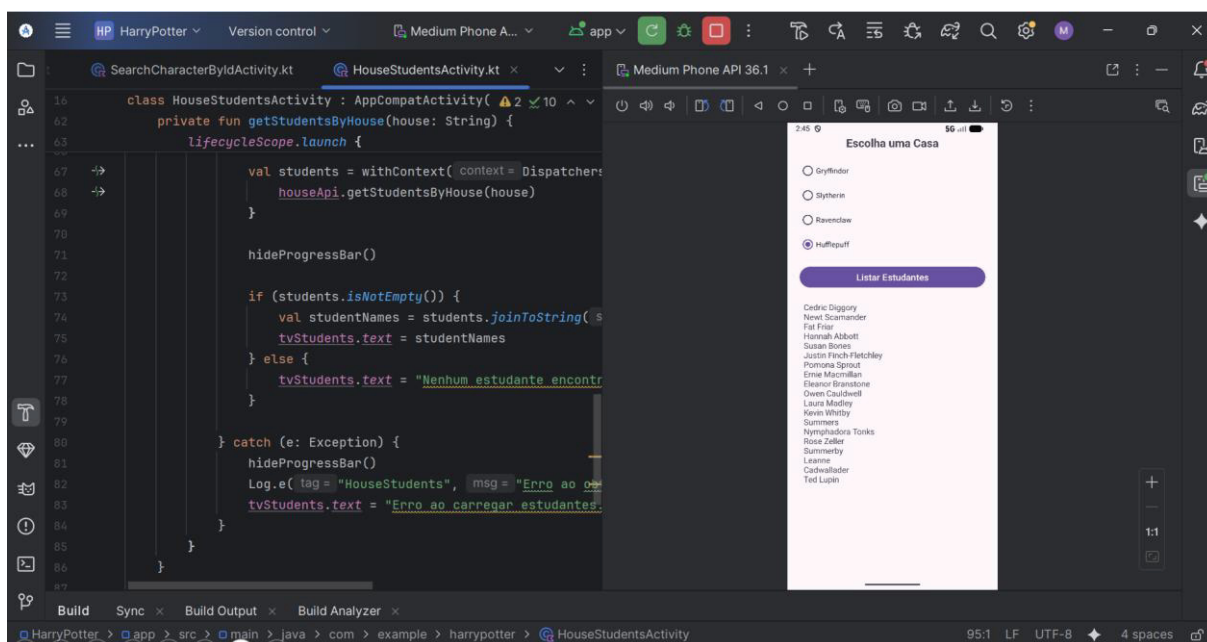 HP HarryPotter Version control Medium Phone A... app M
SearchCharacterByIdActivity.kt HouseStudentsActivity.kt Medium Phone API 36.1
16 class HouseStudentsActivity : AppCompatActivity( 2 10
62 private fun getStudentsByHouse(house: String) {
63 lifecycleScope.launch {
67 val students = withContext( context = Dispatchers
68 houseApi.getStudentsByHouse(house)
69 }
70
71 hideProgressBar()
72
73 if (students.isNotEmpty()) {
74 val studentNames = students.joinToString( s
75 tvStudents.text = studentNames
76 } else {
77 tvStudents.text = "Nenhum estudante encontr
78 }
79
80 } catch (e: Exception) {
81 hideProgressBar()
82 Log.e( tag = "HouseStudents", msg = "Erro ao ob
83 tvStudents.text = "Erro ao carregar estudantes.
84 }
85 }
86 }
87
2:45 5G
Escolha uma Casa
Gryffindor
Slytherin
Ravenclaw
Hufflepuff
Listar Estudantes
Cedric Diggory
Newt Scamander
Fat Friar
Hannah Abbott
Susan Bones
Justin Finch-Fletchley
Pomona Sprout
Ernie Macmillan
Eleanor Branstone
Owen Cauldwell
Laura Madley
Kevin Whitby
Summers
Nymphadora Tonks
Rose Zeller
Summerby
Leanne
Cadwallader
Ted Lupin
1:1
Build Sync Build Output Build Analyzer
HarryPotter > app > src > main > java > com > example > harrypotter > HouseStudentsActivity 95:1 LF UTF-8 4 spaces